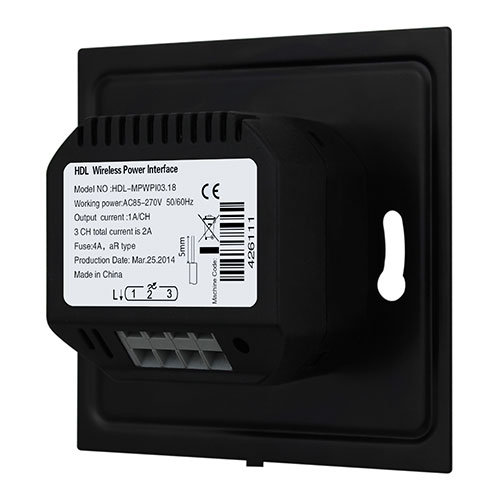 HDL Wireless Power Interface
Model NO :HDL-MPWPI03.18
Working power:AC85-270V 50/60Hz
Output current :1A/CH
3 CH total current is 2A
Fuse:4A, aR type
Production Date: Mar.25.2014
Made in China
CE
5mm
Machine Code:
426111
L 1 2 3